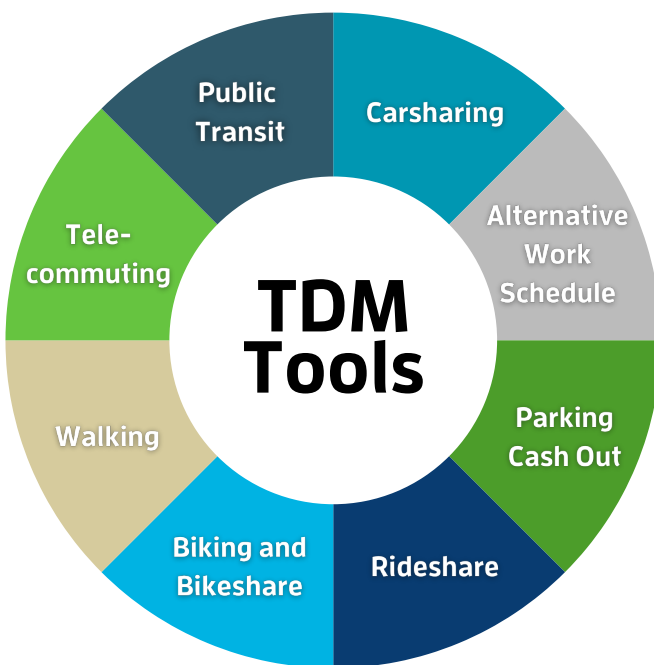 Public
Transit
Carsharing
Alternative
Work
Schedule
Tele-
commuting
TDM
Tools
Parking
Cash Out
Walking
Biking and
Bikeshare
Rideshare